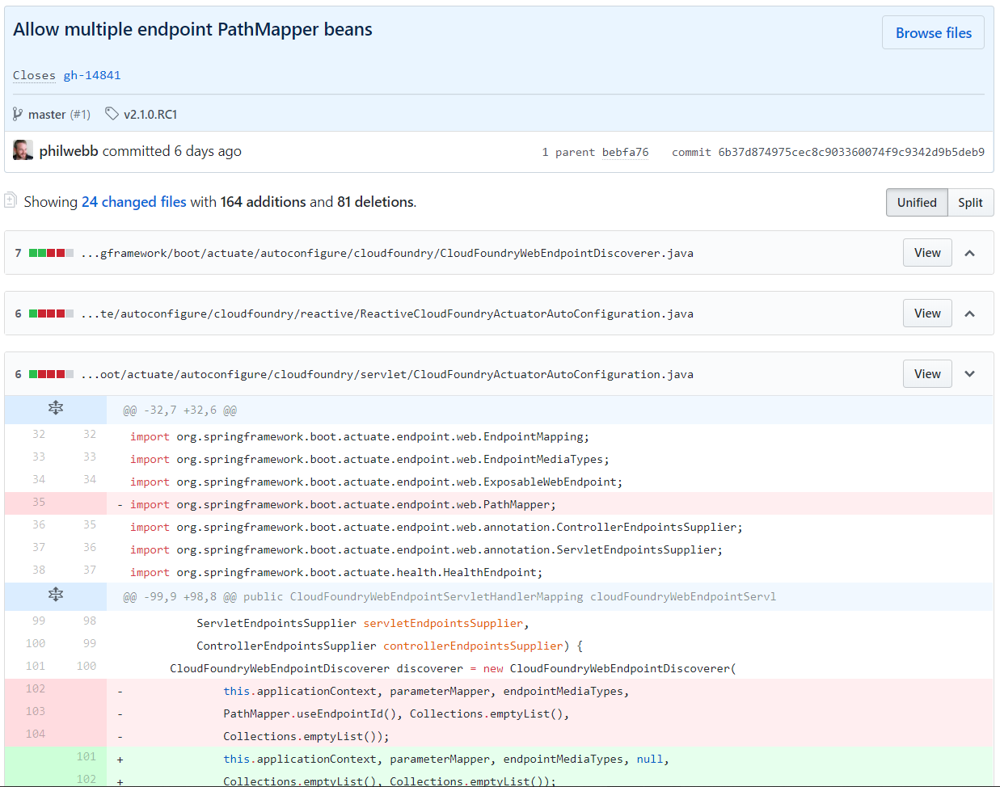 Allow multiple endpoint PathMapper beans
Browse files
Closes gh-14841
master (#1) v2.1.0.RC1
philwebb committed 6 days ago 1 parent bebfa76 commit 6b37d874975cec8c903360074f9c9342d9b5deb9
Showing 24 changed files with 164 additions and 81 deletions. Unified Split
7 ...gframework/boot/actuate/autoconfigure/cloudfoundry/CloudFoundryWebEndpointDiscoverer.java View
6 ...te/autoconfigure/cloudfoundry/reactive/ReactiveCloudFoundryActuatorAutoConfiguration.java View
6 ...oot/actuate/autoconfigure/cloudfoundry/servlet/CloudFoundryActuatorAutoConfiguration.java View
@@ -32,7 +32,6 @@
32 32 import org.springframework.boot.actuate.endpoint.web.EndpointMapping;
33 33 import org.springframework.boot.actuate.endpoint.web.EndpointMediaTypes;
34 34 import org.springframework.boot.actuate.endpoint.web.ExposableWebEndpoint;
35 - import org.springframework.boot.actuate.endpoint.web.PathMapper;
36 35 import org.springframework.boot.actuate.endpoint.web.annotation.ControllerEndpointsSupplier;
37 36 import org.springframework.boot.actuate.endpoint.web.annotation.ServletEndpointsSupplier;
38 37 import org.springframework.boot.actuate.health.HealthEndpoint;
@@ -99,9 +98,8 @@ public CloudFoundryWebEndpointServletHandlerMapping cloudFoundryWebEndpointServl
99 98 ServletEndpointsSupplier servletEndpointsSupplier,
100 99 ControllerEndpointsSupplier controllerEndpointsSupplier) {
101 100 CloudFoundryWebEndpointDiscoverer discoverer = new CloudFoundryWebEndpointDiscoverer(
102 - this.applicationContext, parameterMapper, endpointMediaTypes,
103 - PathMapper.useEndpointId(), Collections.emptyList(),
104 - Collections.emptyList());
101 + this.applicationContext, parameterMapper, endpointMediaTypes, null,
102 + Collections.emptyList(), Collections.emptyList());